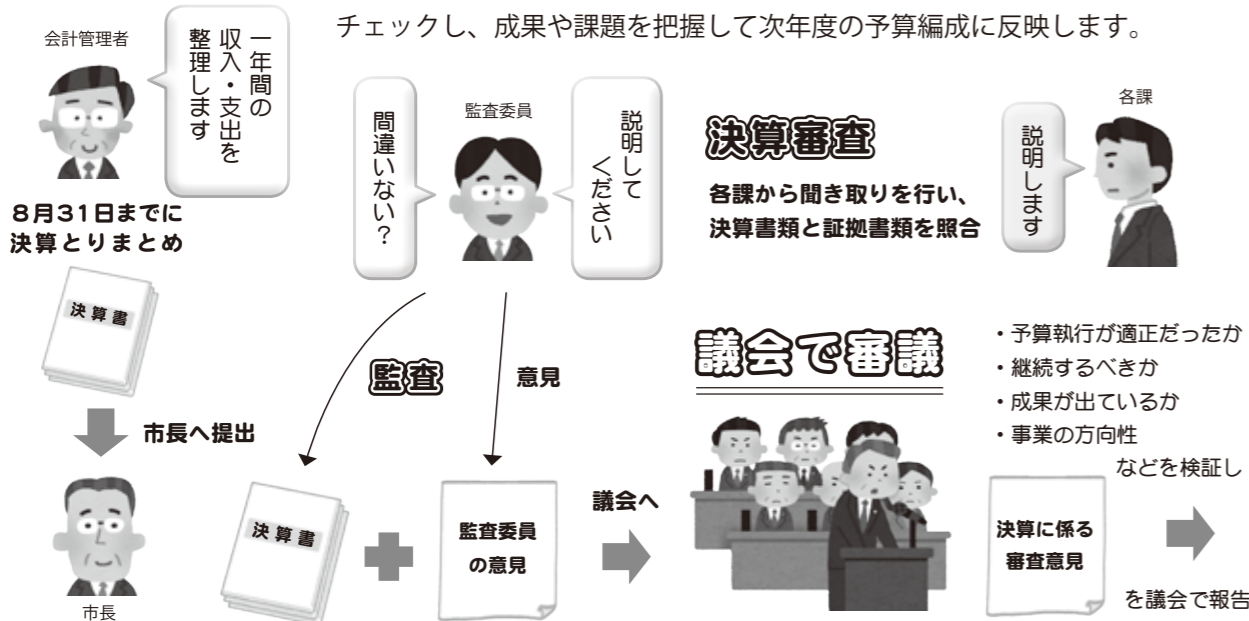 チェックし、成果や課題を把握して次年度の予算編成に反映します。
会計管理者
一年間の
収入・支出を
整理します
8月31日までに
決算とりまとめ
決算書
市長へ提出
市長
監査委員
間違いない?
説明して
ください
決算審査
各課から聞き取りを行い、
決算書類と証拠書類を照合
各課
説明します
監査
意見
決算書
監査委員
の意見
議会へ
議会で審議
・予算執行が適正だったか
・継続するべきか
・成果が出ているか
・事業の方向性
などを検証し
決算に係る
審査意見
を議会で報告